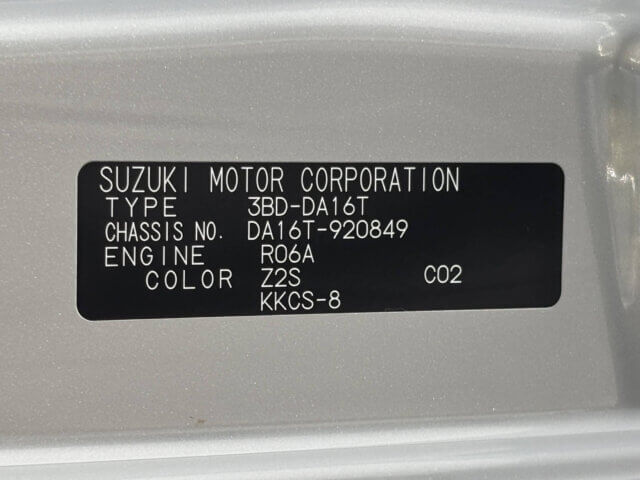 SUZUKI MOTOR CORPORATION
TYPE 3BD-DA16T
CHASSIS NO. DA16T-920849
ENGINE R06A
COLOR Z2S C02
KKCS-8